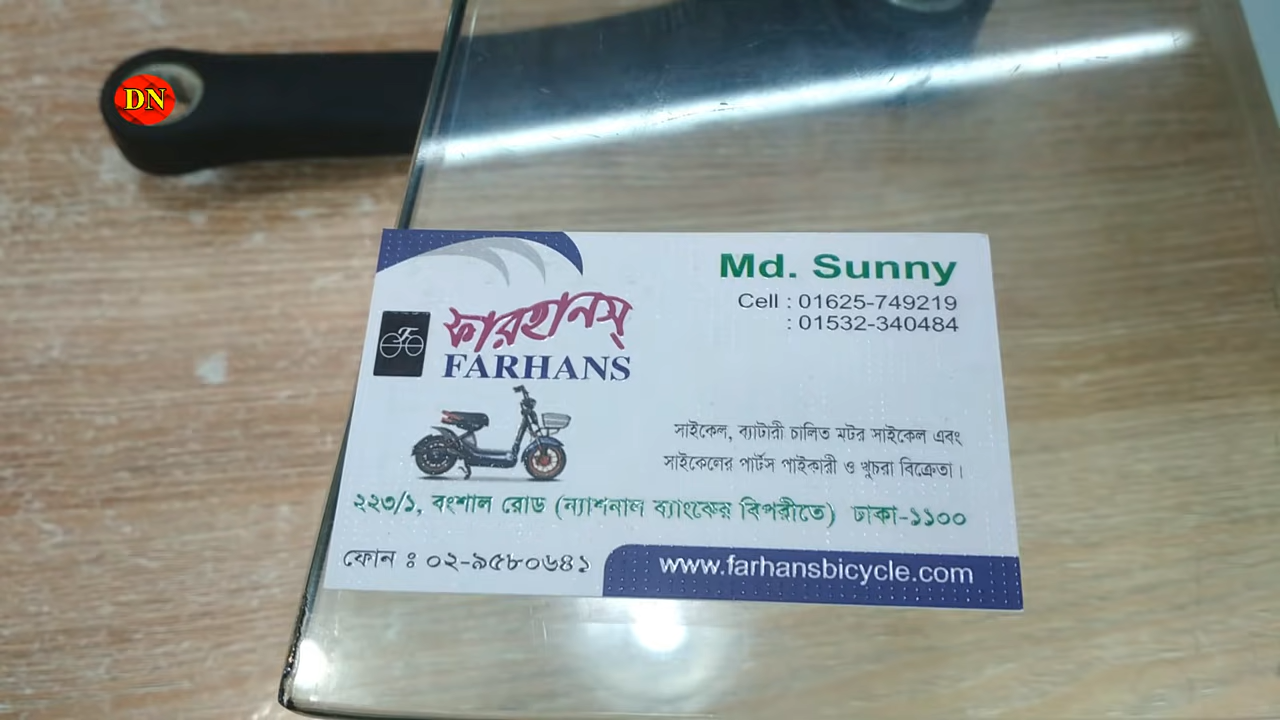 DN
Md. Sunny
Cell : 01625-749219
: 01532-340484
ফারহানস্
FARHANS
সাইকেল, ব্যাটারী চালিত মটর সাইকেল এবং
সাইকেলের পার্টস পাইকারী ও খুচরা বিক্রেতা।
২২৩/১, বংশাল রোড (ন্যাশনাল ব্যাংকের বিপরীতে) ঢাকা-১১০০
ফোন : ০২-৯৫৮০৬৪১
www.farhansbicycle.com